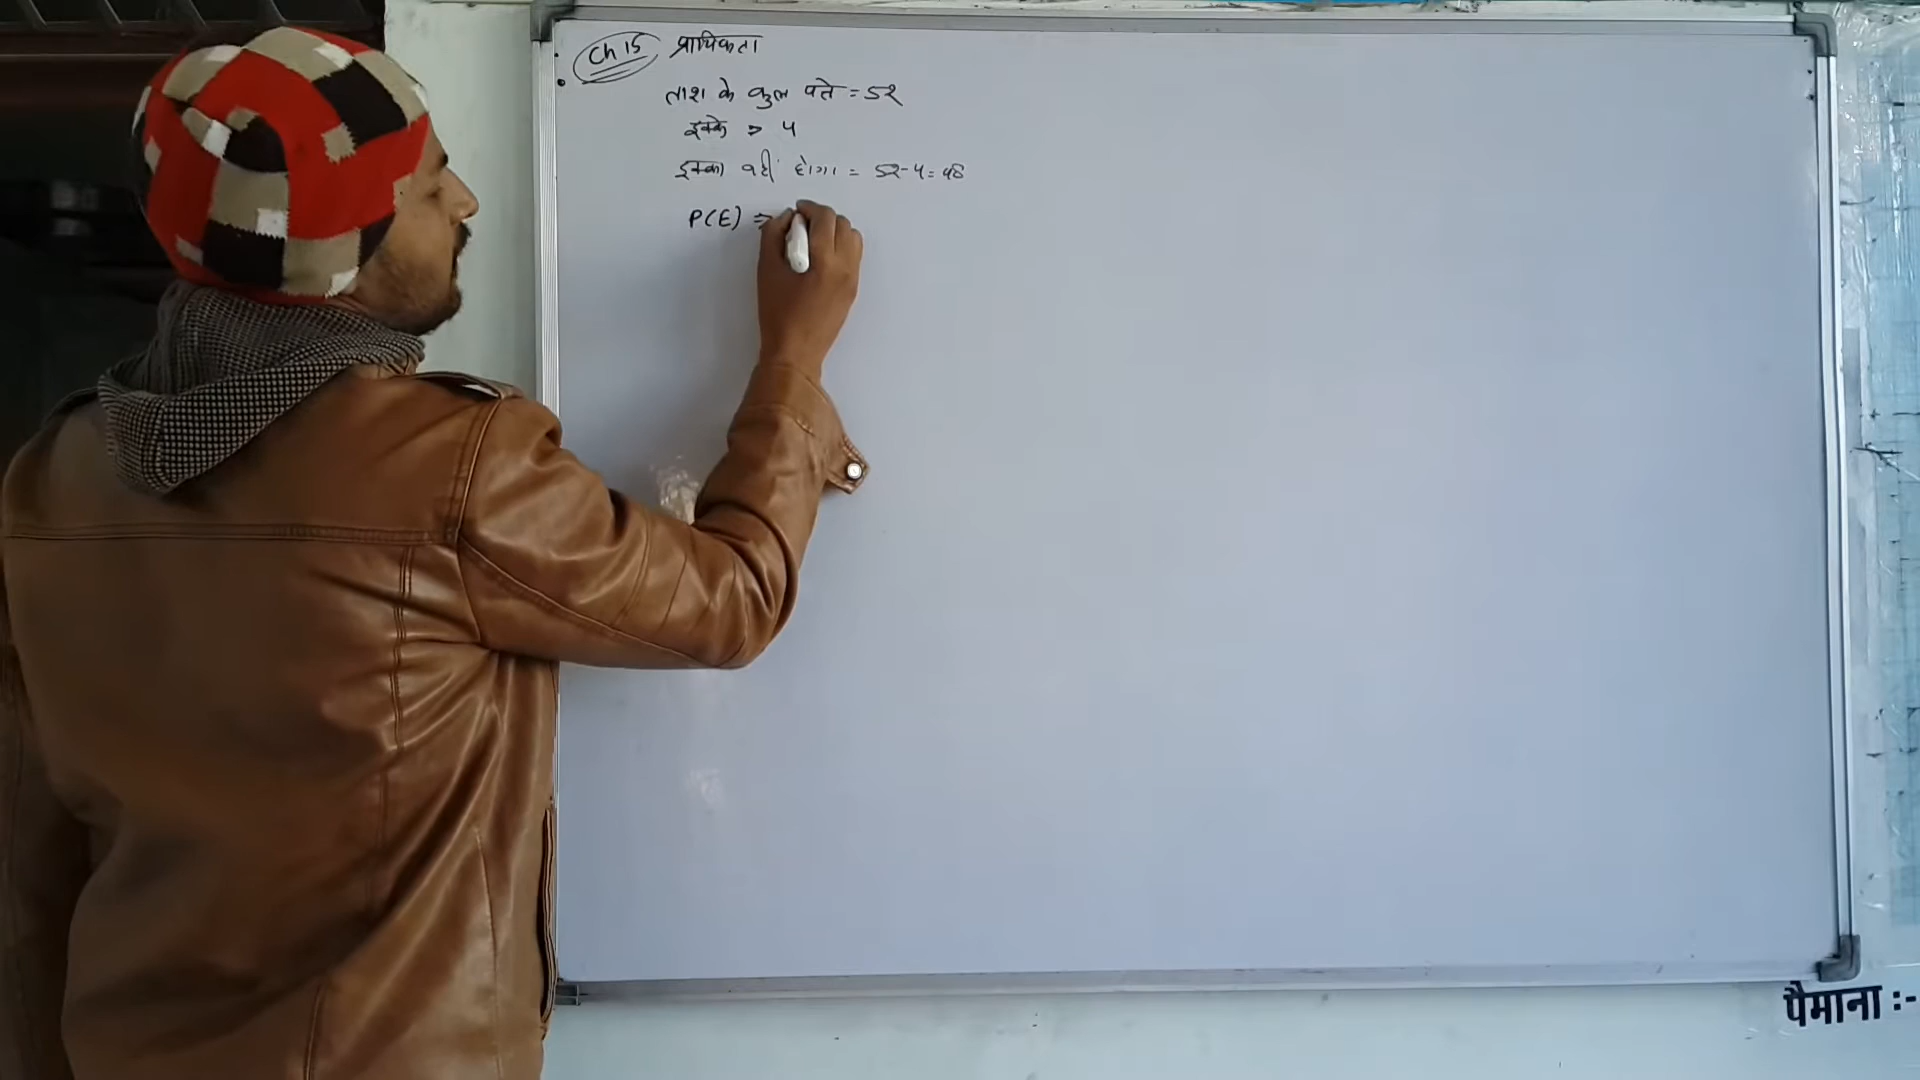 Ch 15 प्रायिकता
ताश के कुल पत्ते = 52
इक्के ⇒ 4
इक्का नहीं होगा = 52-4=48
P(E) ⇒
पैमाना :-